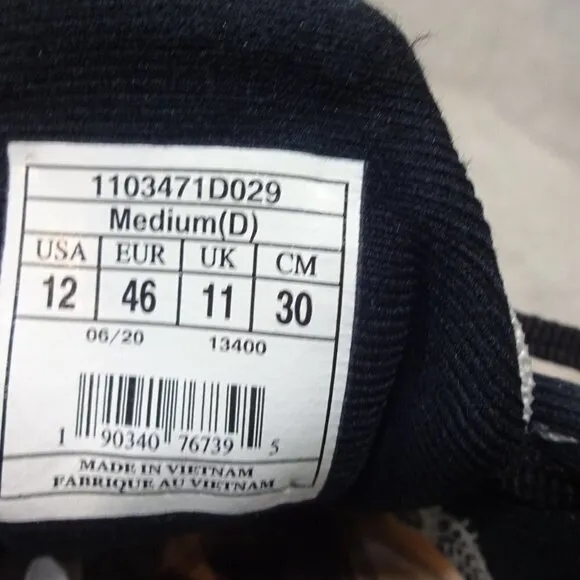 1103471D029
Medium(D)
USA EUR UK CM
12 46 11 30
06/20 13400
1 90340 76739 5
MADE IN VIETNAM
FABRIQUE AU VIETNAM